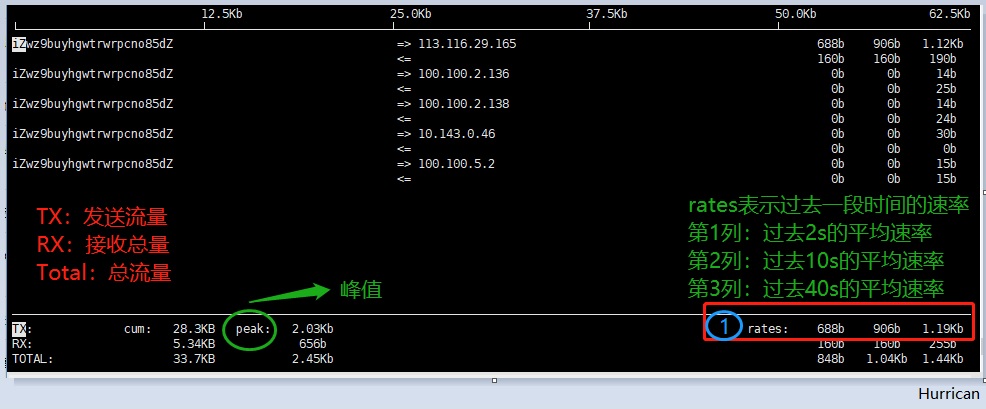 12.5Kb 25.0Kb 37.5Kb 50.0Kb 62.5Kb
iZwz9buyhgwtrwrpcno85dZ => 113.116.29.165 688b 906b 1.12Kb
<= 160b 160b 190b
iZwz9buyhgwtrwrpcno85dZ => 100.100.2.136 0b 0b 14b
<= 0b 0b 25b
iZwz9buyhgwtrwrpcno85dZ => 100.100.2.138 0b 0b 14b
<= 0b 0b 24b
iZwz9buyhgwtrwrpcno85dZ => 10.143.0.46 0b 0b 30b
<= 0b 0b 0b
iZwz9buyhgwtrwrpcno85dZ => 100.100.5.2 0b 0b 15b
<= 0b 0b 15b
TX：发送流量
RX：接收总量
Total：总流量
rates表示过去一段时间的速率
第1列：过去2s的平均速率
第2列：过去10s的平均速率
第3列：过去40s的平均速率
峰值
TX: cum: 28.3KB peak: 2.03Kb 1 rates: 688b 906b 1.19Kb
RX: 5.34KB 656b 160b 160b 255b
TOTAL: 33.7KB 2.45Kb 848b 1.04Kb 1.44Kb
Hurrican